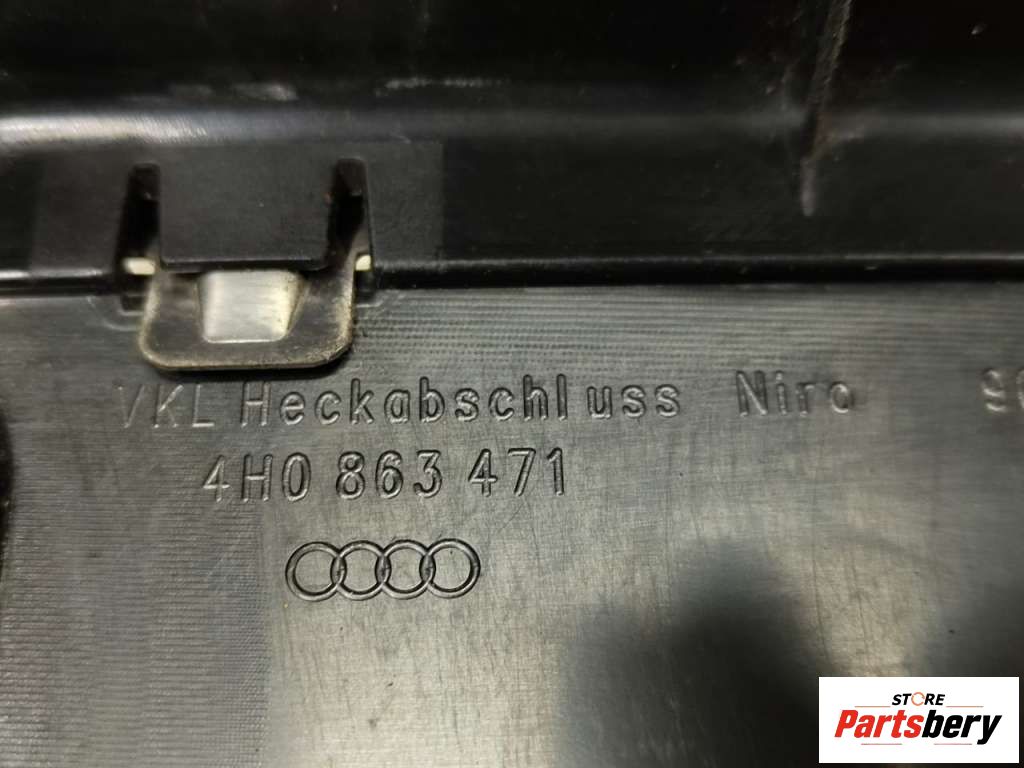 VKL Heckabschluss Niro
4H0 863 471
STORE
Partsbery